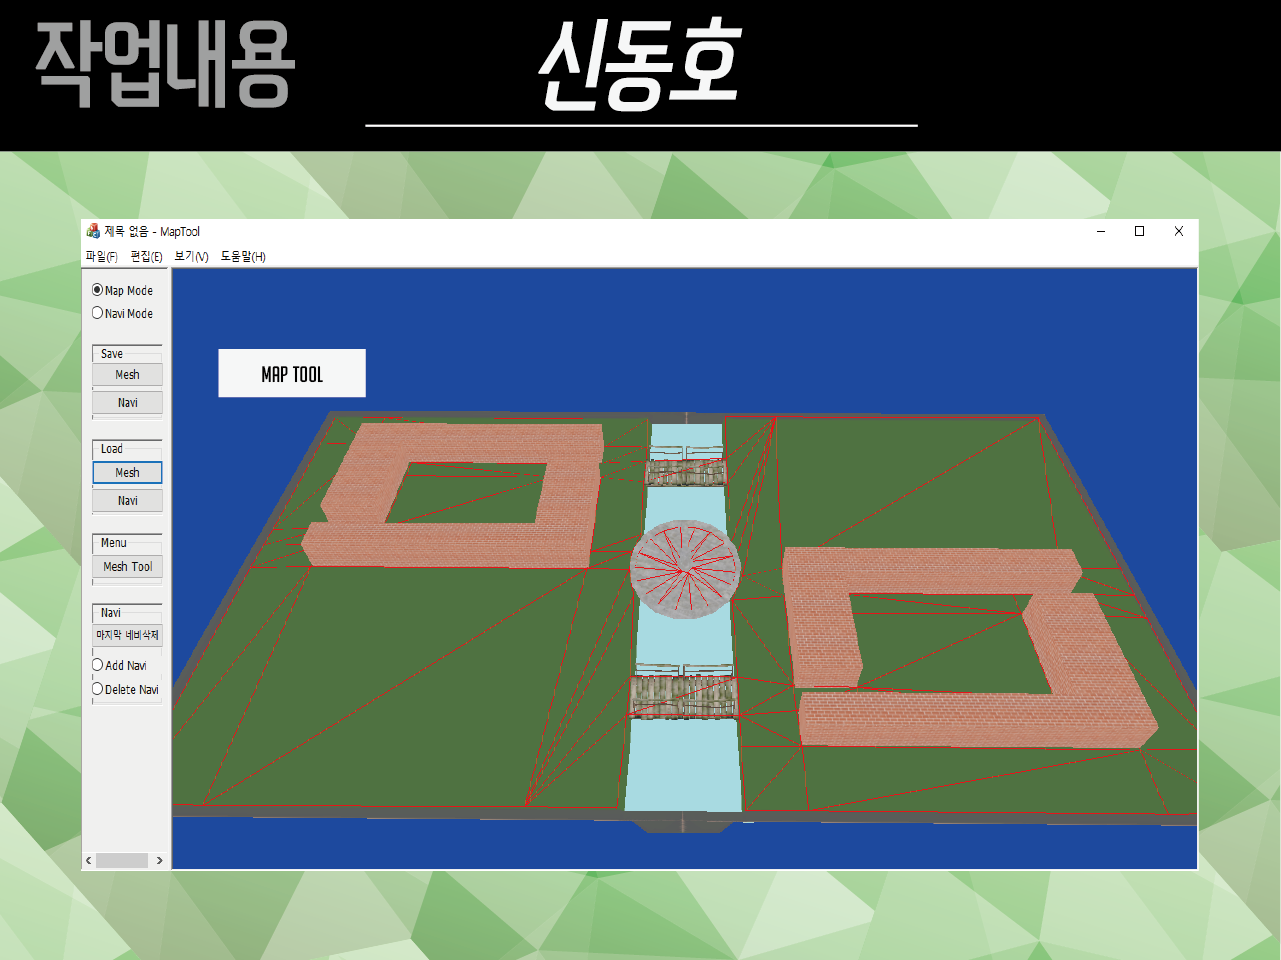 작업내용
신동호
제목 없음 - MapTool
파일(F) 편집(E) 보기(V) 도움말(H)
Map Mode
Navi Mode
Save
Mesh
Navi
Load
Mesh
Navi
Menu
Mesh Tool
Navi
마지막 네비삭제
Add Navi
Delete Navi
MAP TOOL